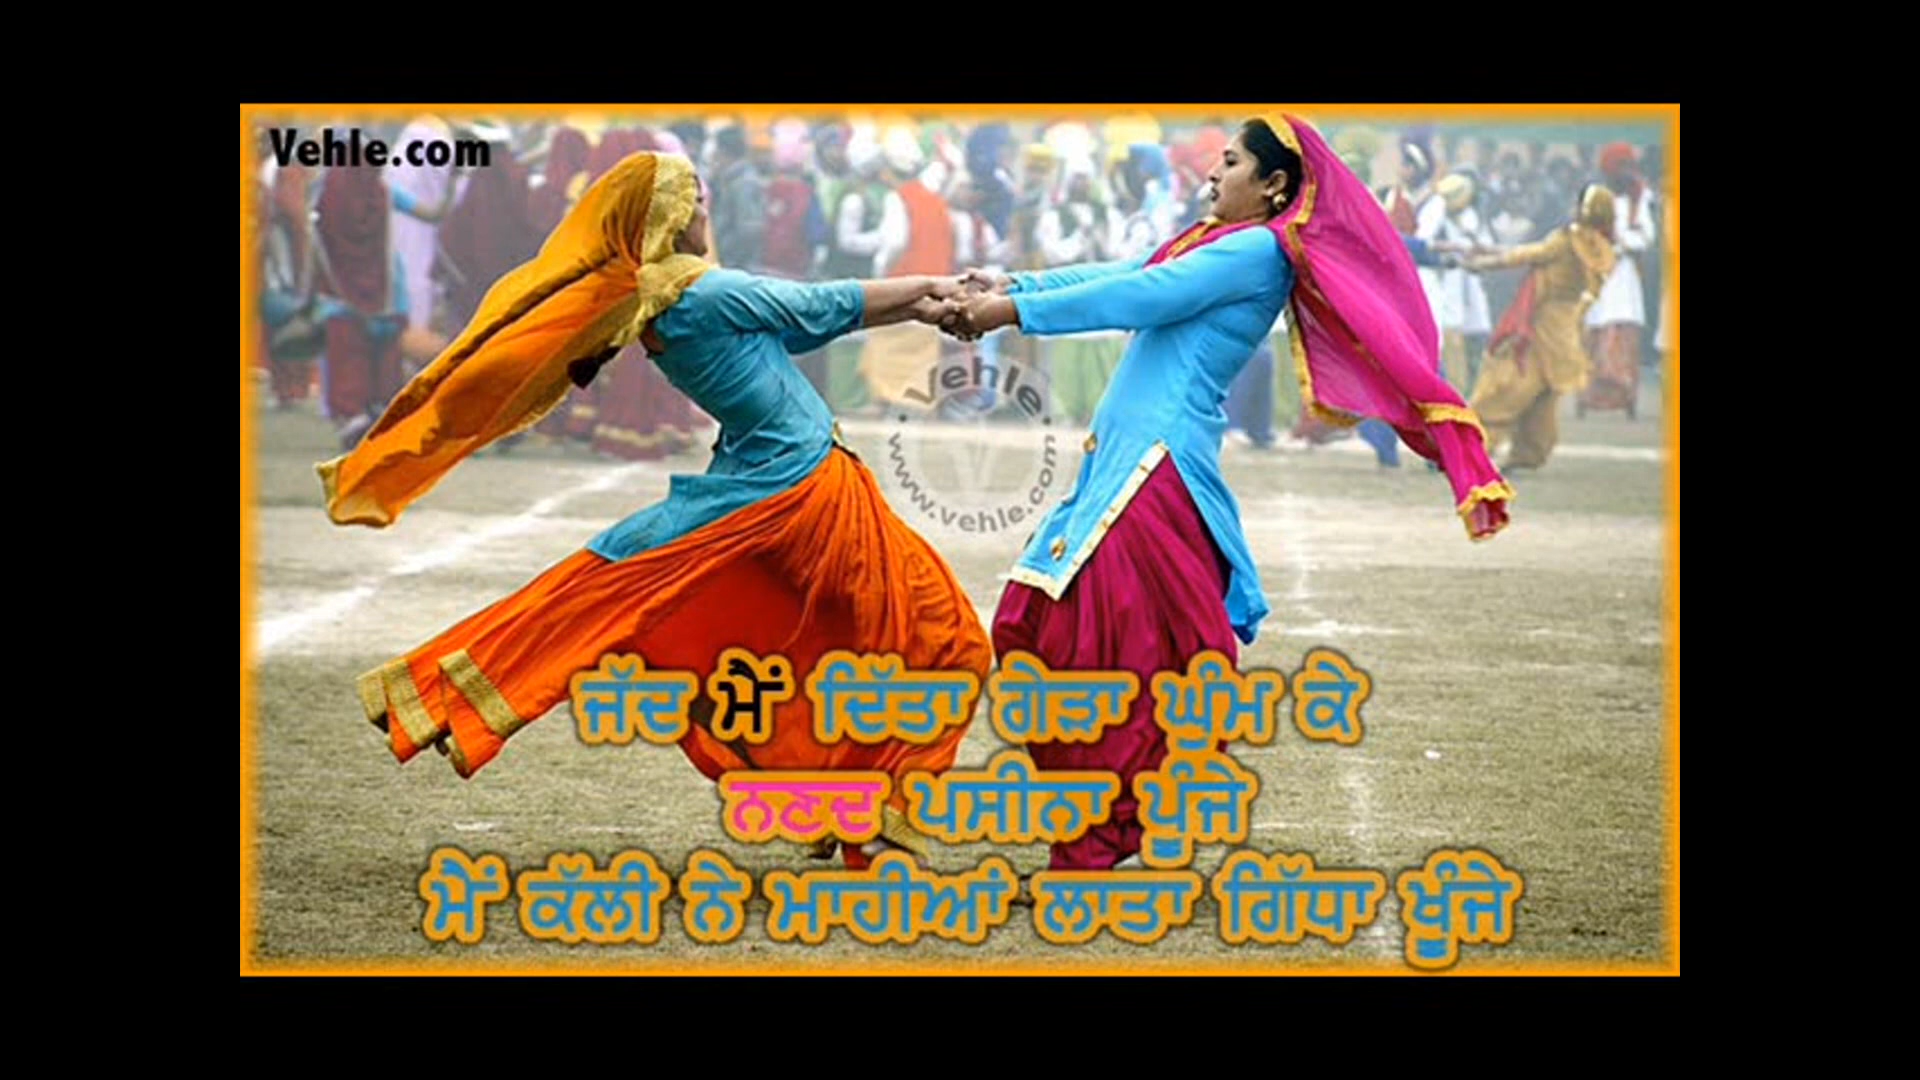 Vehle.com
Vehle
www.vehle.com
ਜੱਦ ਮੈਂ ਦਿੱਤਾ ਗੇੜਾ ਘੁੰਮ ਕੇ
ਨਣਦ ਪਸੀਨਾ ਪੂੰਜੇ
ਮੈਂ ਕੱਲੀ ਨੇ ਮਾਹੀਆਂ ਲਾਤਾ ਗਿੱਧਾ ਖੂੰਜੇ